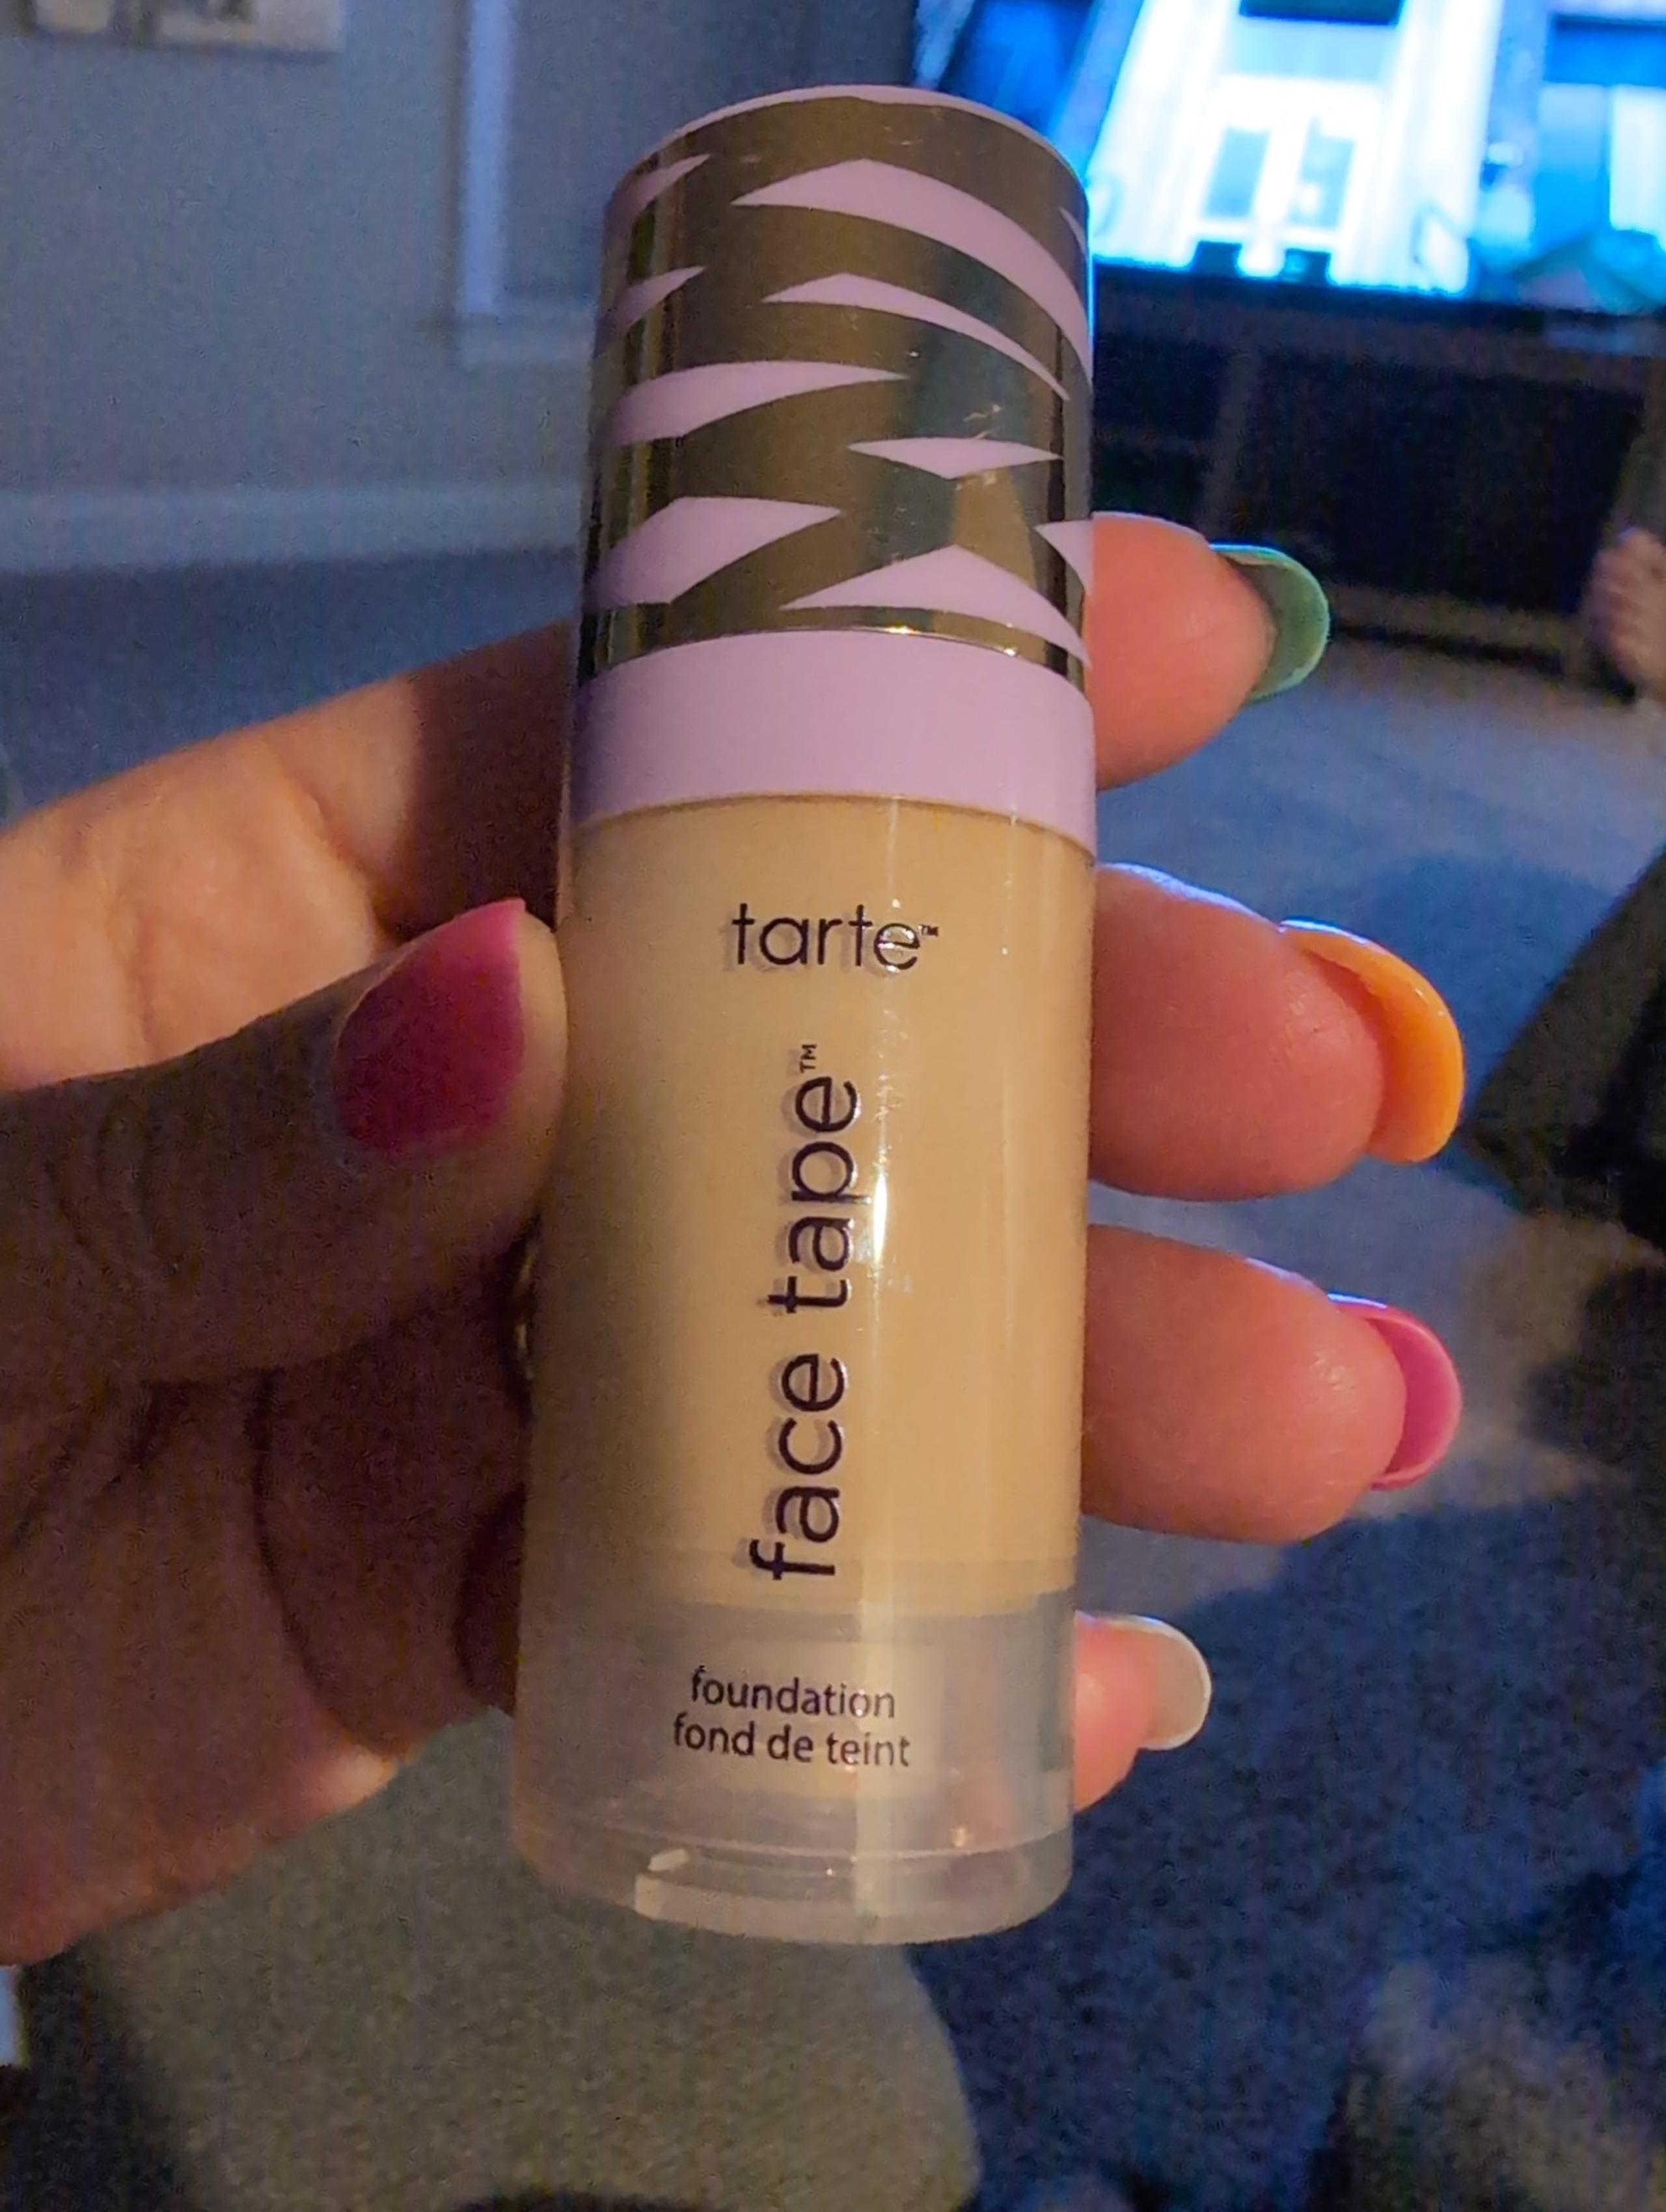 tarte™
face tape™
foundation
fond de teint